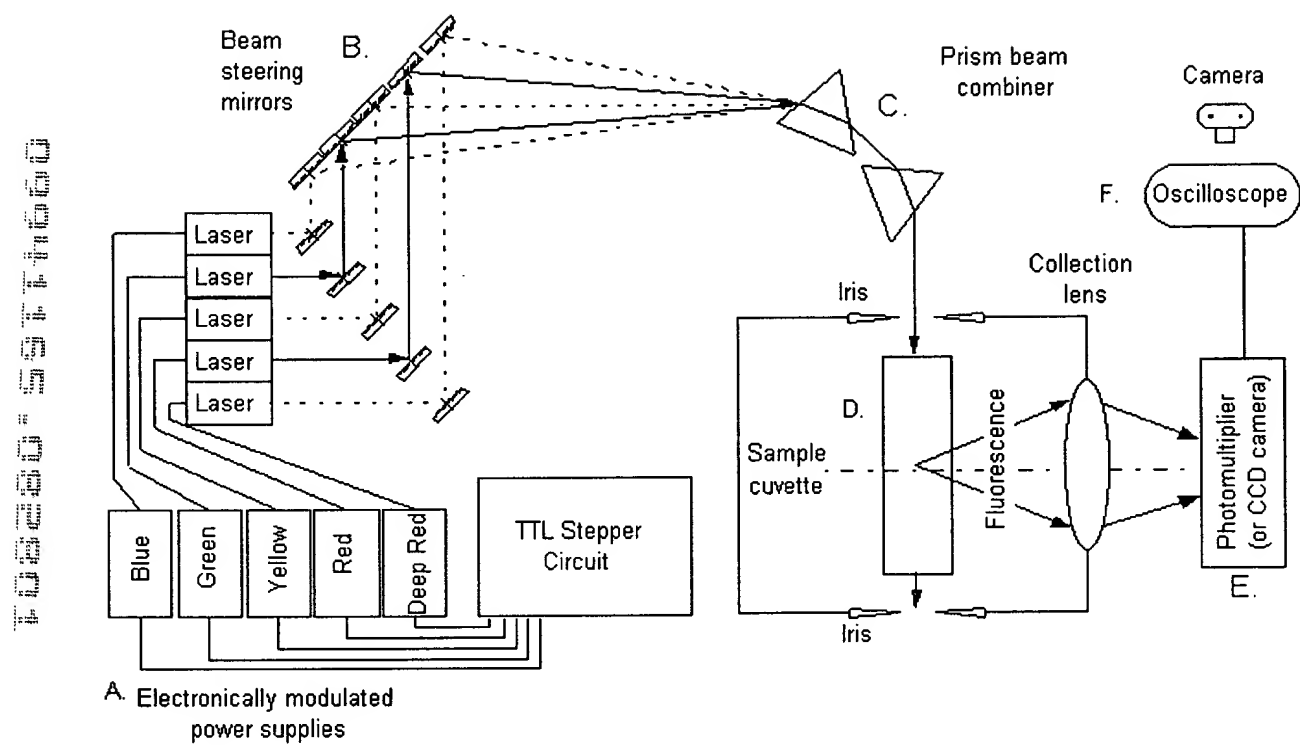 Beam
steering
mirrors
B.
Prism beam
combiner
C.
Camera
F.
Oscilloscope
Laser
Laser
Laser
Laser
Laser
Iris
Collection
lens
D.
Sample
cuvette
Fluorescence
Photomultiplier
(or CCD camera)
E.
Iris
Blue
Green
Yellow
Red
Deep Red
TTL Stepper
Circuit
A. Electronically modulated
power supplies